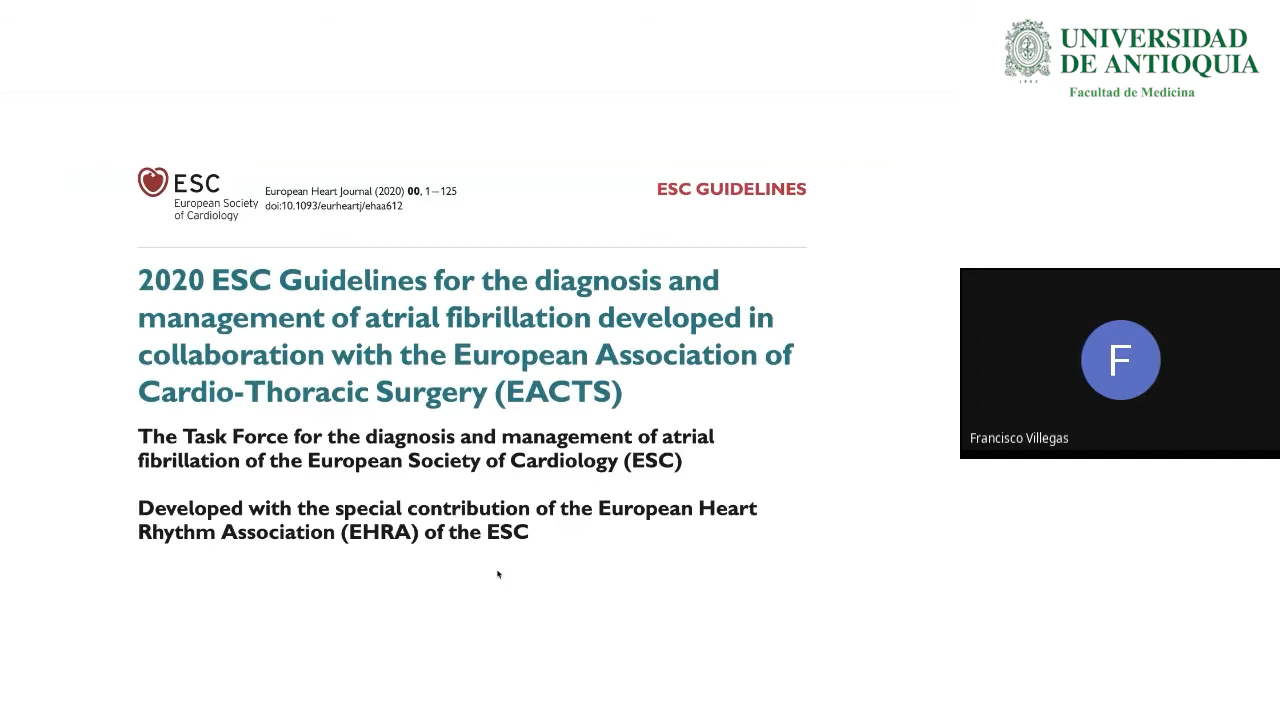 UNIVERSIDAD
DE ANTIOQUIA
1803
Facultad de Medicina
ESC
European Society
of Cardiology
European Heart Journal (2020) 00, 1–125
doi:10.1093/eurheartj/ehaa612
ESC GUIDELINES
2020 ESC Guidelines for the diagnosis and
management of atrial fibrillation developed in
collaboration with the European Association of
Cardio-Thoracic Surgery (EACTS)
The Task Force for the diagnosis and management of atrial
fibrillation of the European Society of Cardiology (ESC)
Developed with the special contribution of the European Heart
Rhythm Association (EHRA) of the ESC
F
Francisco Villegas